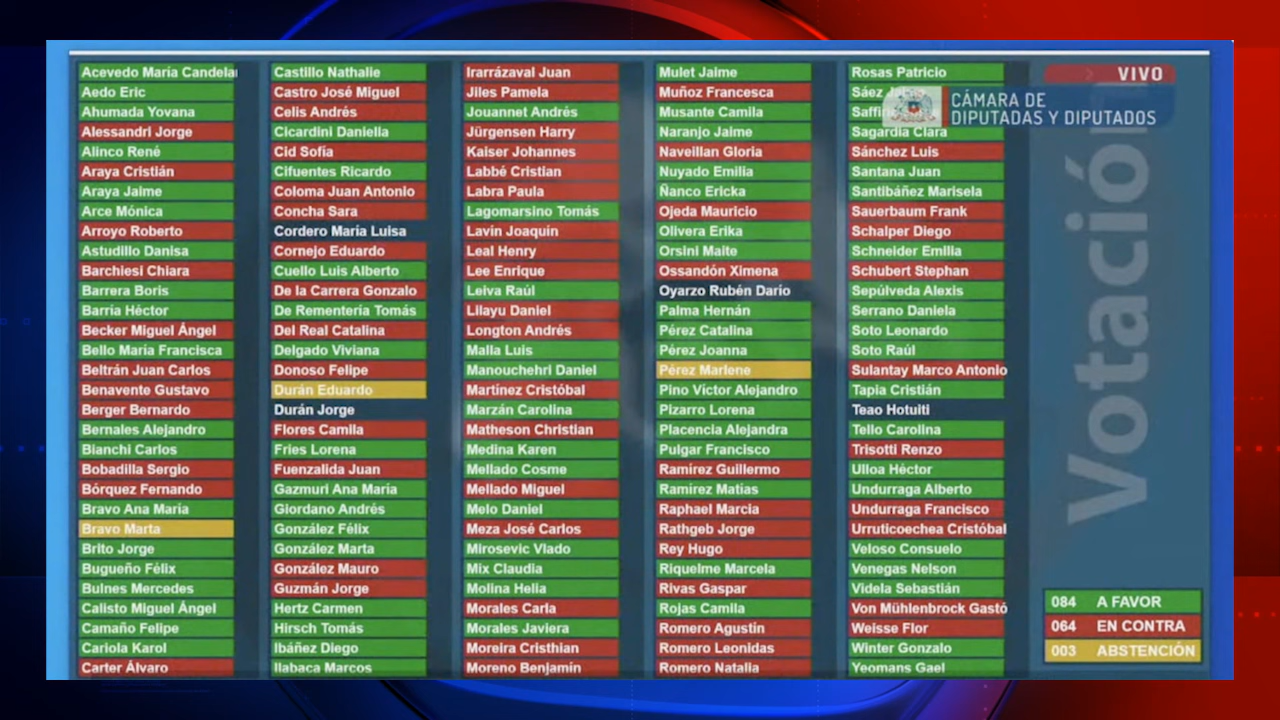 Acevedo María Candela
Aedo Eric
Ahumada Yovana
Alessandri Jorge
Alinco René
Araya Cristián
Araya Jaime
Arce Mónica
Arroyo Roberto
Astudillo Danisa
Barchiesi Chiara
Barrera Boris
Barría Héctor
Becker Miguel Ángel
Bello María Francisca
Beltrán Juan Carlos
Benavente Gustavo
Berger Bernardo
Bernales Alejandro
Bianchi Carlos
Bobadilla Sergio
Bórquez Fernando
Bravo Ana María
Bravo Marta
Brito Jorge
Bugueño Félix
Bulnes Mercedes
Calisto Miguel Ángel
Camaño Felipe
Cariola Karol
Carter Álvaro
Castillo Nathalie
Castro José Miguel
Celis Andrés
Cicardini Daniella
Cid Sofía
Cifuentes Ricardo
Coloma Juan Antonio
Concha Sara
Cordero María Luisa
Cornejo Eduardo
Cuello Luis Alberto
De la Carrera Gonzalo
De Rementería Tomás
Del Real Catalina
Delgado Viviana
Donoso Felipe
Durán Eduardo
Durán Jorge
Flores Camila
Fries Lorena
Fuenzalida Juan
Gazmuri Ana María
Giordano Andrés
González Félix
González Marta
González Mauro
Guzmán Jorge
Hertz Carmen
Hirsch Tomás
Ibáñez Diego
Ilabaca Marcos
Irarrázaval Juan
Jiles Pamela
Jouannet Andrés
Jürgensen Harry
Kaiser Johannes
Labbé Cristian
Labra Paula
Lagomarsino Tomás
Lavín Joaquín
Leal Henry
Lee Enrique
Leiva Raúl
Lilayu Daniel
Longton Andrés
Malla Luis
Manouchehri Daniel
Martínez Cristóbal
Marzán Carolina
Matheson Christian
Medina Karen
Mellado Cosme
Mellado Miguel
Melo Daniel
Meza José Carlos
Mirosevic Vlado
Mix Claudia
Molina Helia
Morales Carla
Morales Javiera
Moreira Cristhian
Moreno Benjamín
Mulet Jaime
Muñoz Francesca
Musante Camila
Naranjo Jaime
Naveillan Gloria
Nuyado Emilia
Ñanco Ericka
Ojeda Mauricio
Olivera Erika
Orsini Maite
Ossandón Ximena
Oyarzo Rubén Darío
Palma Hernán
Pérez Catalina
Pérez Joanna
Pérez Marlene
Pino Víctor Alejandro
Pizarro Lorena
Placencia Alejandra
Pulgar Francisco
Ramírez Guillermo
Ramírez Matías
Raphael Marcia
Rathgeb Jorge
Rey Hugo
Riquelme Marcela
Rivas Gaspar
Rojas Camila
Romero Agustín
Romero Leonidas
Romero Natalia
Rosas Patricio
Sáez
Saffi
Sagardia Clara
Sánchez Luis
Santana Juan
Santibáñez Marisela
Sauerbaum Frank
Schalper Diego
Schneider Emilia
Schubert Stephan
Sepúlveda Alexis
Serrano Daniela
Soto Leonardo
Soto Raúl
Sulantay Marco Antonio
Tapia Cristián
Teao Hotuiti
Tello Carolina
Trisotti Renzo
Ulloa Héctor
Undurraga Alberto
Undurraga Francisco
Urruticoechea Cristóbal
Veloso Consuelo
Venegas Nelson
Videla Sebastián
Von Mühlenbrock Gastó
Weisse Flor
Winter Gonzalo
Yeomans Gael
VIVO
CÁMARA DE
DIPUTADAS Y DIPUTADOS
Votación
084 A FAVOR
064 EN CONTRA
003 ABSTENCIÓN